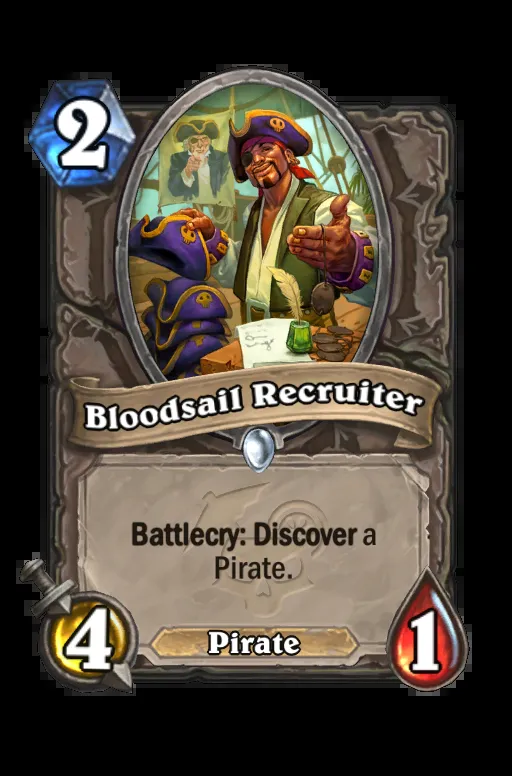 2
Bloodsail Recruiter
Battlecry: Discover a
Pirate.
4
Pirate
1